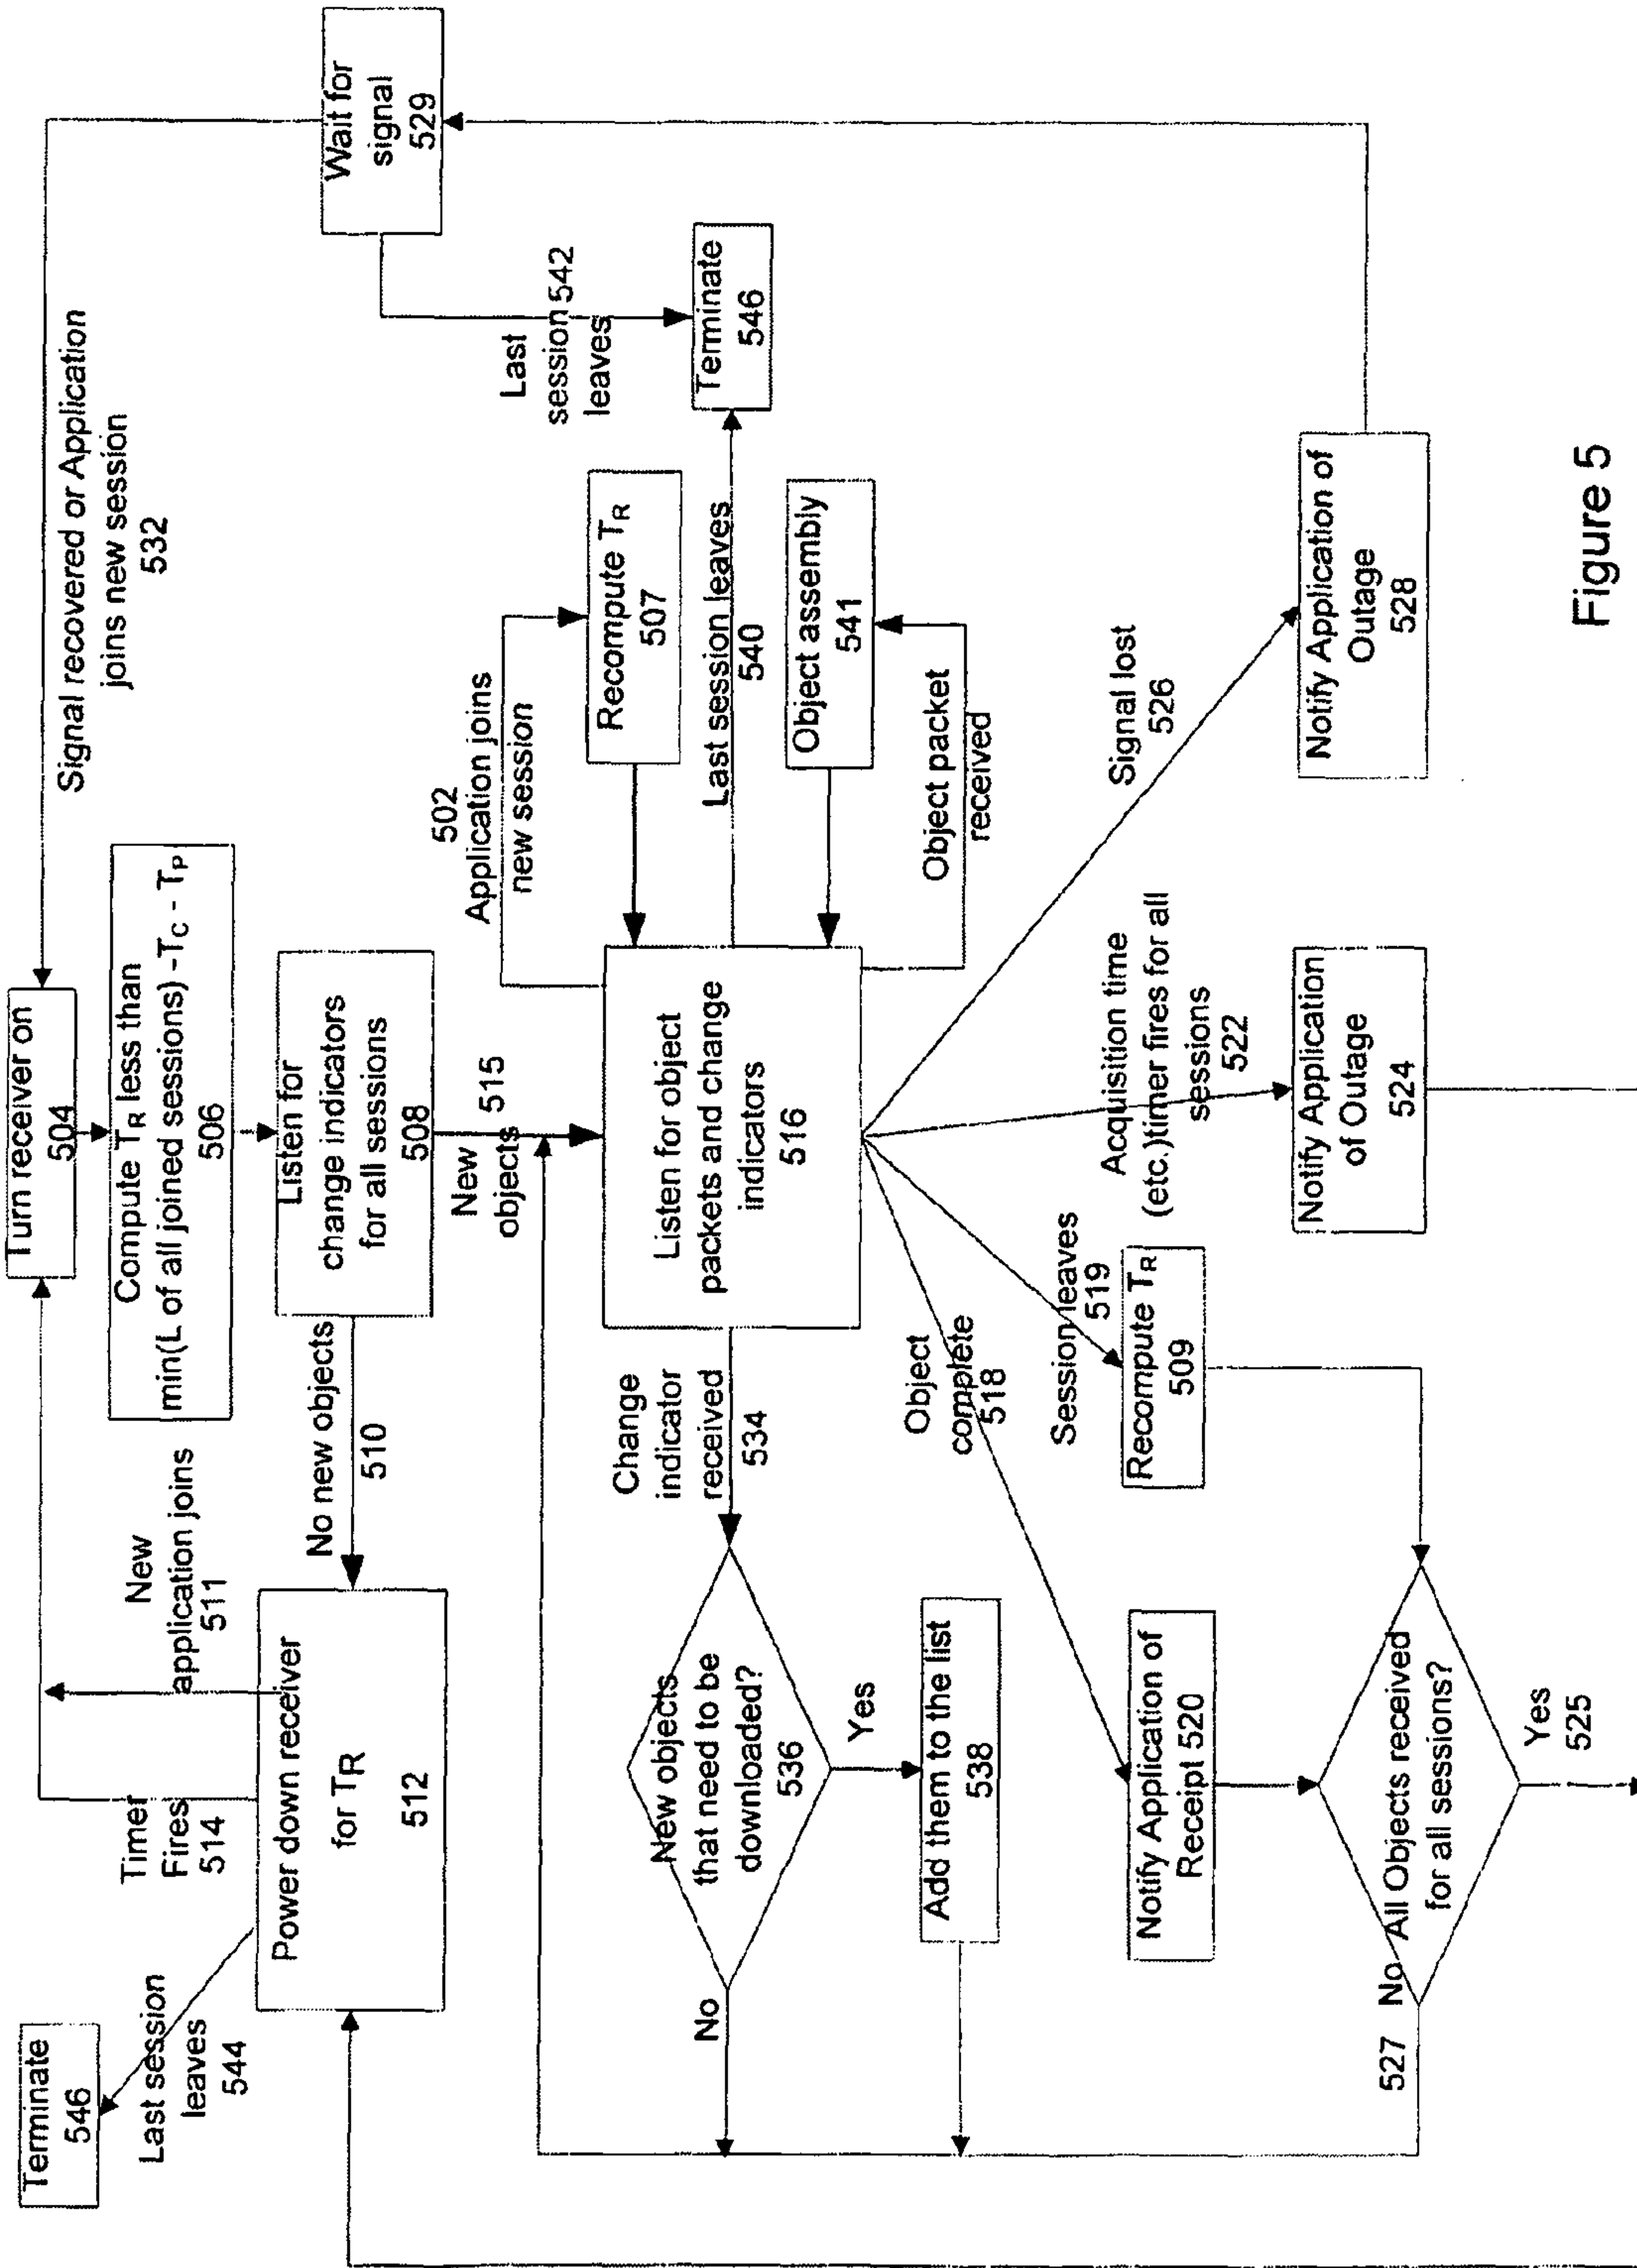 Terminate
546
Last session
leaves
544
Timer
Fires
514
New
application joins
511
Turn receiver on
504
Signal recovered or Application
joins new session
532
Compute TR less than
min(L of all joined sessions) -TC - TP
506
Power down receiver
for TR
512
No new objects
510
Listen for
change indicators
for all sessions
508
Wait for
signal
529
New
objects
515
502
Application joins
new session
Last
session 542
leaves
Recompute TR
507
Terminate
546
Last session leaves
540
Listen for object
packets and change
indicators
516
Object assembly
541
Object packet
received
Change
indicator
received
534
New objects
that need to be
downloaded?
536
No
Yes
Add them to the list
538
Object
complete
518
Session leaves
519
Acquisition time
(etc.)timer fires for all
sessions
522
Signal lost
526
Notify Application of
Receipt 520
Recompute TR
509
Notify Application
of Outage
524
Notify Application of
Outage
528
527
No
All Objects received
for all sessions?
Yes
525
Figure 5